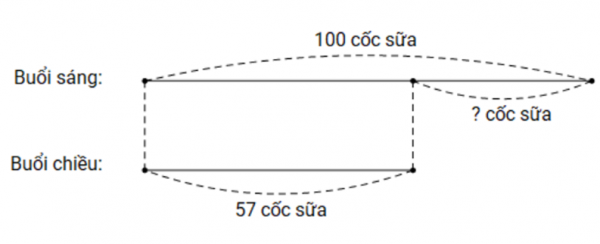 100 cốc sữa
Buổi sáng:
? cốc sữa
Buổi chiều:
57 cốc sữa